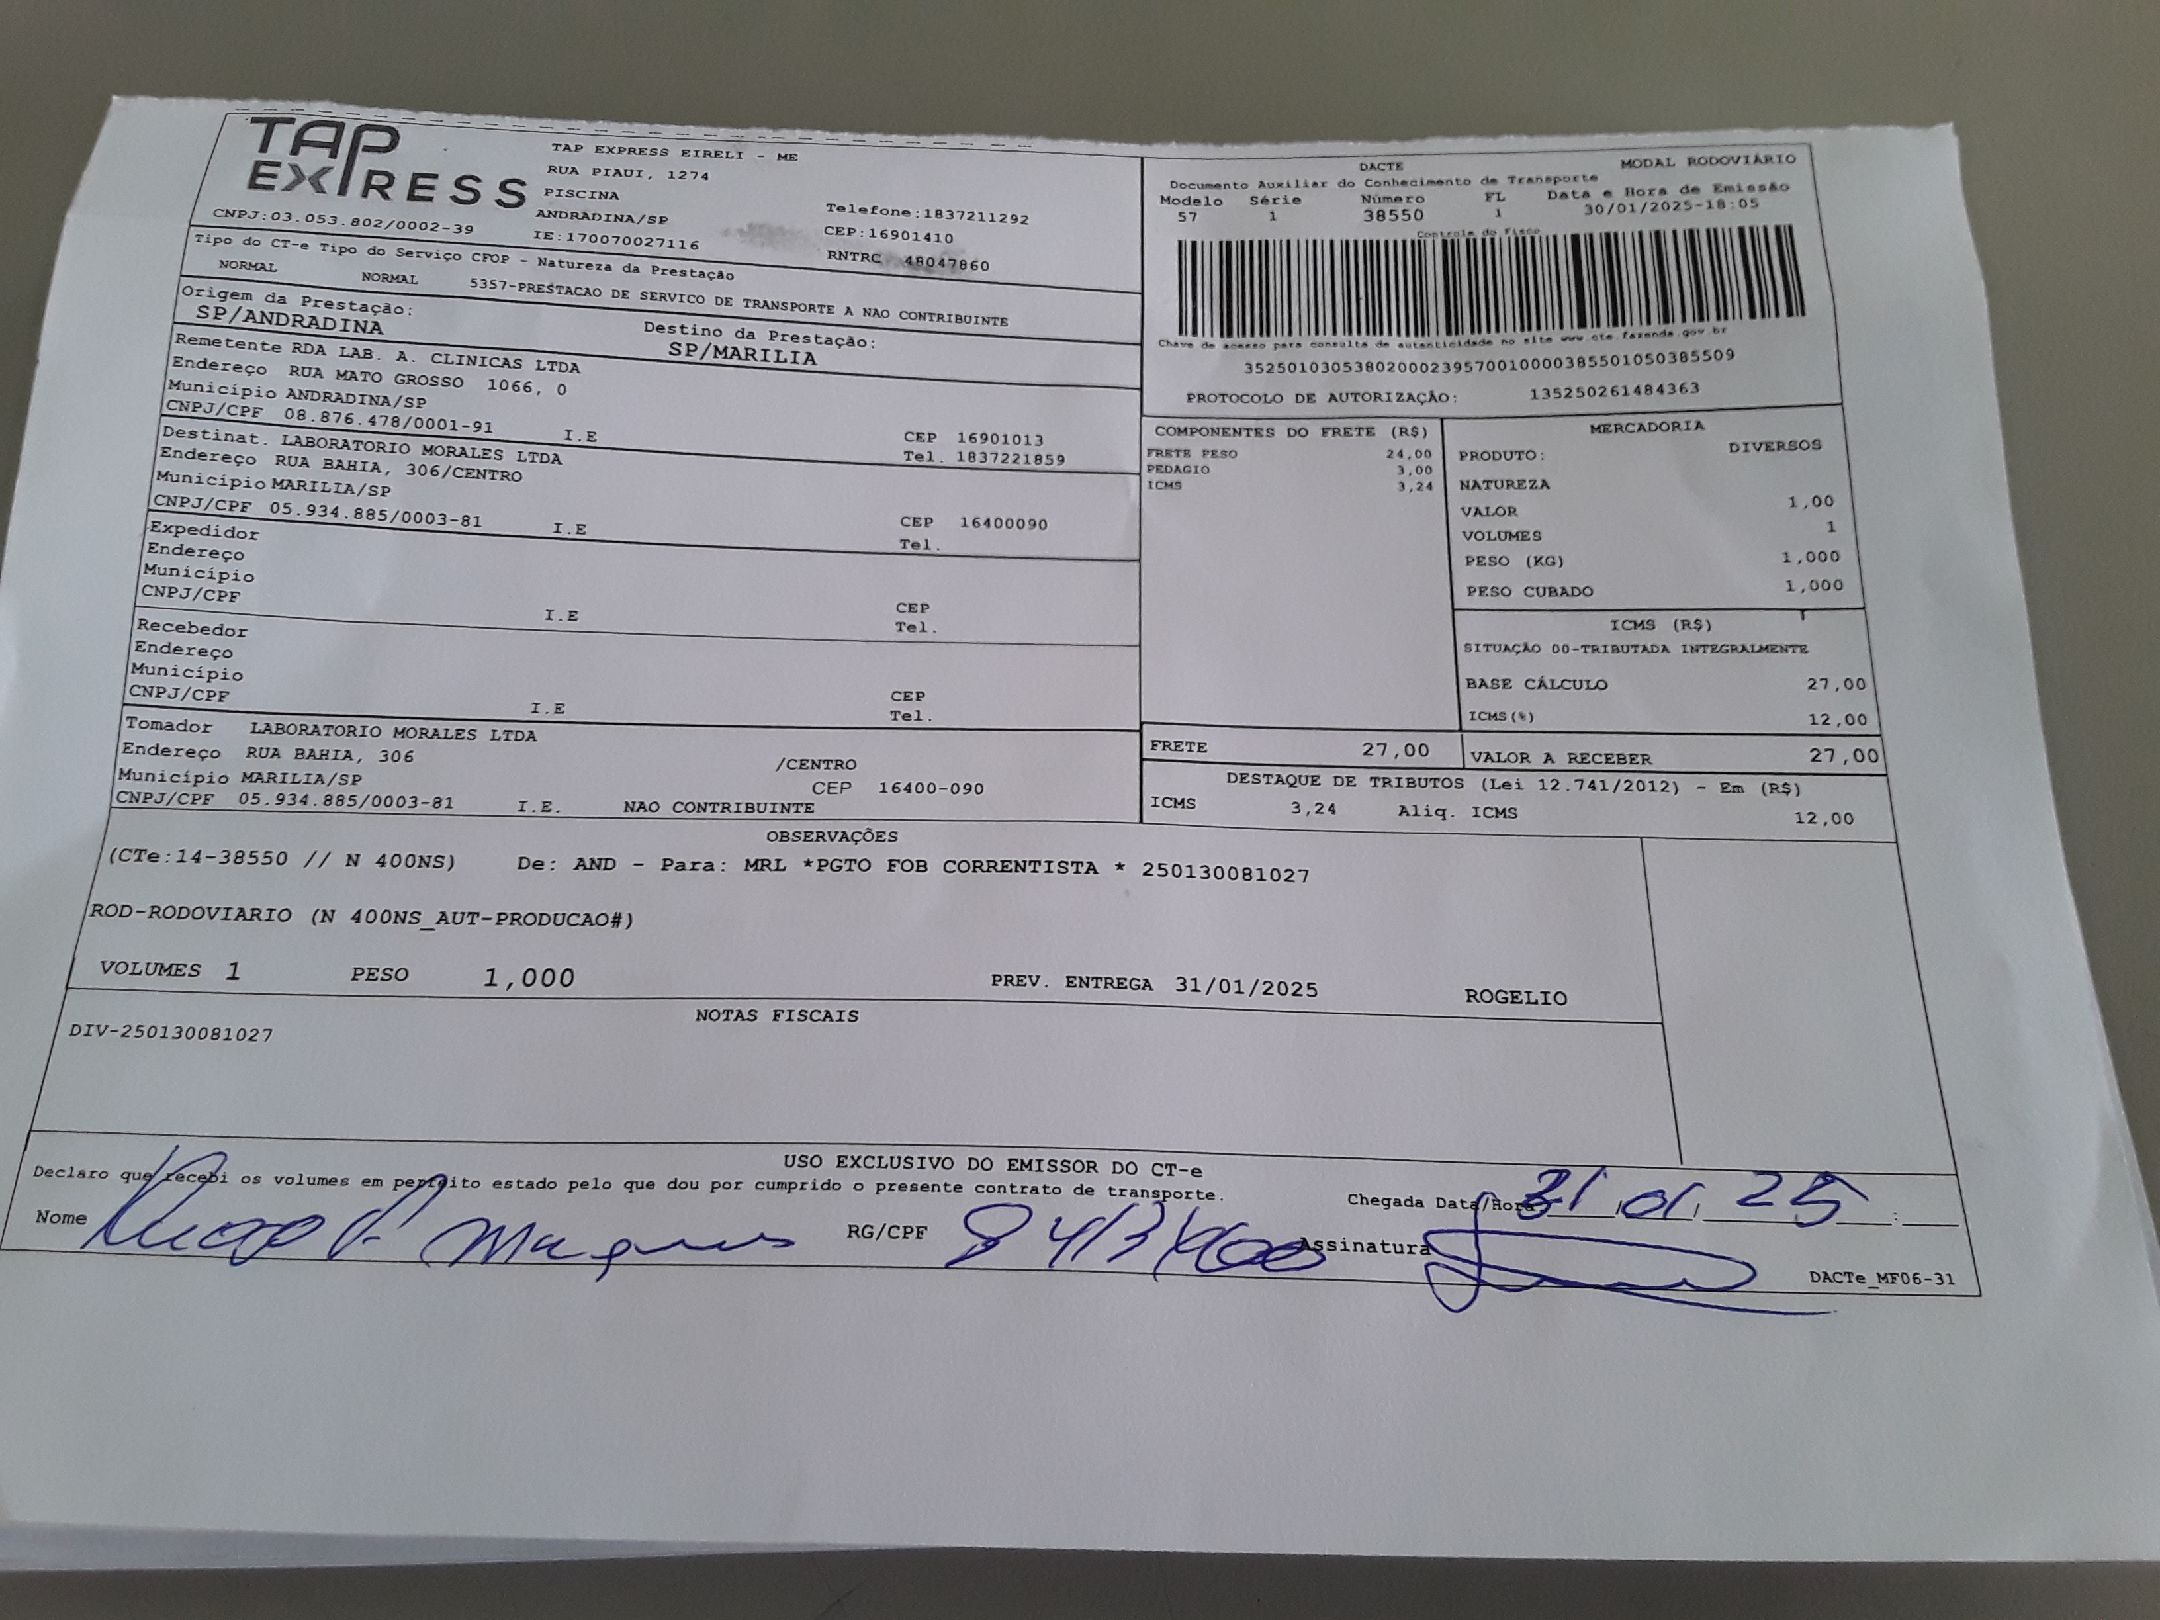 TAP EXPRESS
TAP EXPRESS EIRELI - ME
RUA PIAUI, 1274
PISCINA
ANDRADINA/SP
Telefone:1837211292
CNPJ:03.053.802/0002-39
IE:170070027116
CEP:16901410
RNTRC 48047860
Tipo do CT-e Tipo do Serviço CFOP - Natureza da Prestação
NORMAL NORMAL 5357-PRESTACAO DE SERVICO DE TRANSPORTE A NAO CONTRIBUINTE
Origem da Prestação: Destino da Prestação:
SP/ANDRADINA SP/MARILIA
Remetente RDA LAB. A. CLINICAS LTDA
Endereço RUA MATO GROSSO 1066, 0
Município ANDRADINA/SP CEP 16901013
CNPJ/CPF 08.876.478/0001-91 I.E Tel. 1837221859
Destinat. LABORATORIO MORALES LTDA
Endereço RUA BAHIA, 306/CENTRO
Município MARILIA/SP CEP 16400090
CNPJ/CPF 05.934.885/0003-81 I.E Tel.
Expedidor
Endereço
Município CEP
CNPJ/CPF I.E Tel.
Recebedor
Endereço
Município CEP
CNPJ/CPF I.E Tel.
Tomador LABORATORIO MORALES LTDA
Endereço RUA BAHIA, 306 /CENTRO
Município MARILIA/SP CEP 16400-090
CNPJ/CPF 05.934.885/0003-81 I.E. NAO CONTRIBUINTE
DACTE MODAL RODOVIÁRIO
Documento Auxiliar do Conhecimento de Transporte
Modelo Série Número FL Data e Hora de Emissão
57 1 38550 1 30/01/2025-18:05
Controle do Fisco
Chave de acesso para consulta de autenticidade no site www.cte.fazenda.gov.br
35250103053802000239570010000385501050385509
PROTOCOLO DE AUTORIZAÇÃO: 135250261484363
COMPONENTES DO FRETE (R$)
FRETE PESO 24,00
PEDAGIO 3,00
ICMS 3,24
MERCADORIA
PRODUTO: DIVERSOS
NATUREZA
VALOR 1,00
VOLUMES 1
PESO (KG) 1,000
PESO CUBADO 1,000
ICMS (R$)
SITUAÇÃO 00-TRIBUTADA INTEGRALMENTE
BASE CÁLCULO 27,00
ICMS(%) 12,00
FRETE 27,00 VALOR A RECEBER 27,00
DESTAQUE DE TRIBUTOS (Lei 12.741/2012) - Em (R$)
ICMS 3,24 Aliq. ICMS 12,00
OBSERVAÇÕES
(CTe:14-38550 // N 400NS) De: AND - Para: MRL *PGTO FOB CORRENTISTA * 250130081027
ROD-RODOVIARIO (N 400NS_AUT-PRODUCAO#)
VOLUMES 1 PESO 1,000 PREV. ENTREGA 31/01/2025 ROGELIO
NOTAS FISCAIS
DIV-250130081027
USO EXCLUSIVO DO EMISSOR DO CT-e
Declaro que recebi os volumes em perfeito estado pelo que dou por cumprido o presente contrato de transporte.
Chegada Data/Hora 31/01/25 :
Nome RG/CPF Assinatura
DACTe_MF06-31